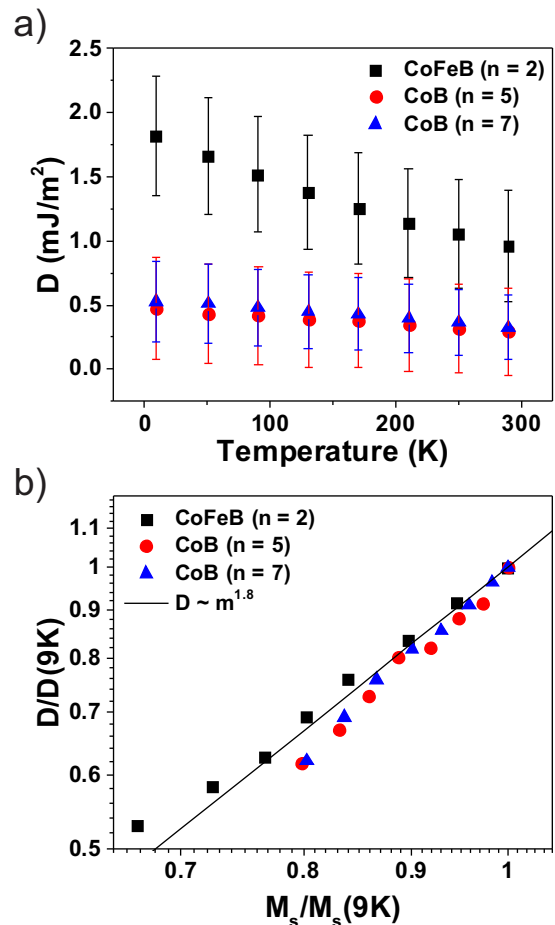 a)
2.5
2.0
1.5
1.0
0.5
0.0
D (mJ/m²)
CoFeB (n = 2)
CoB (n = 5)
CoB (n = 7)
0 100 200 300
Temperature (K)
b)
1.1
1
0.9
0.8
0.7
0.6
0.5
D/D(9K)
CoFeB (n = 2)
CoB (n = 5)
CoB (n = 7)
D ~ m^1.8
0.7 0.8 0.9 1
M_s/M_s(9K)